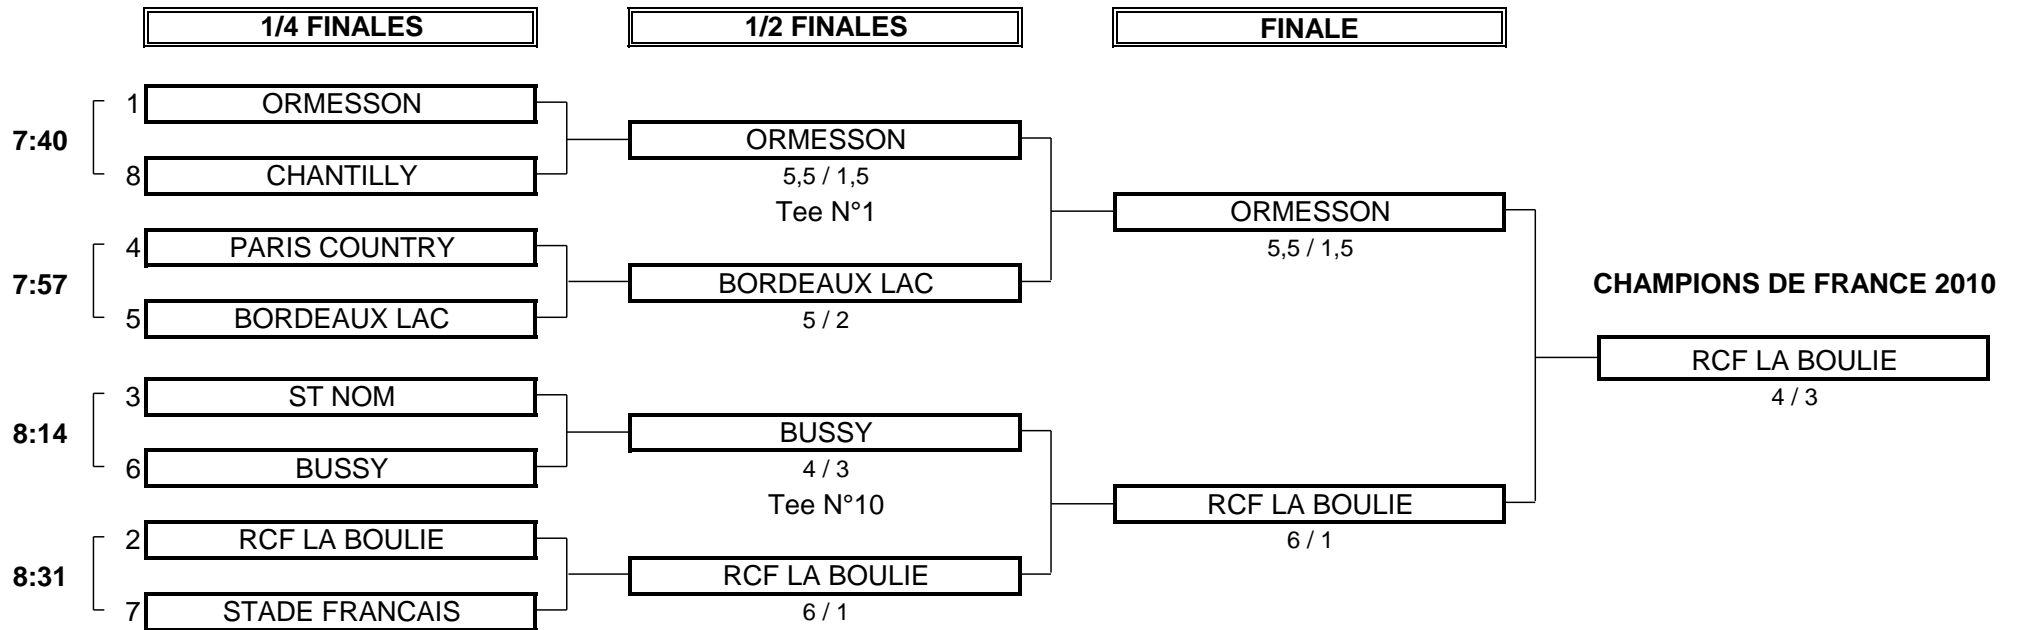 1/4 FINALES
1/2 FINALES
FINALE
7:40
1 ORMESSON
8 CHANTILLY
7:57
4 PARIS COUNTRY
5 BORDEAUX LAC
8:14
3 ST NOM
6 BUSSY
8:31
2 RCF LA BOULIE
7 STADE FRANCAIS
ORMESSON
5,5 / 1,5
Tee N°1
BORDEAUX LAC
5 / 2
BUSSY
4 / 3
Tee N°10
RCF LA BOULIE
6 / 1
ORMESSON
5,5 / 1,5
RCF LA BOULIE
6 / 1
CHAMPIONS DE FRANCE 2010
RCF LA BOULIE
4 / 3